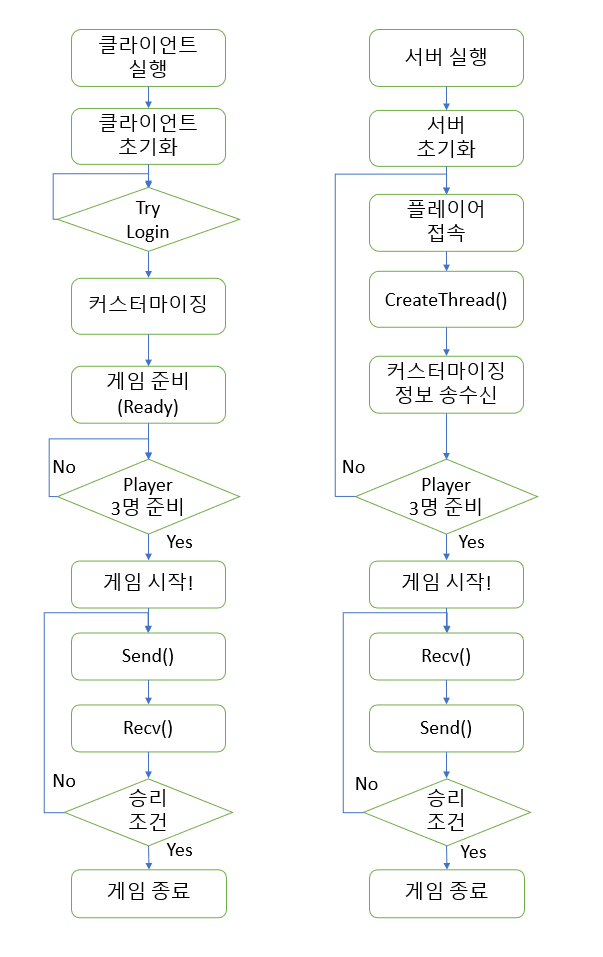 클라이언트
실행
클라이언트
초기화
Try
Login
커스터마이징
게임 준비
(Ready)
No
Player
3명 준비
Yes
게임 시작!
Send()
Recv()
No
승리
조건
Yes
게임 종료
서버 실행
서버
초기화
플레이어
접속
CreateThread()
커스터마이징
정보 송수신
No
Player
3명 준비
Yes
게임 시작!
Recv()
Send()
No
승리
조건
Yes
게임 종료